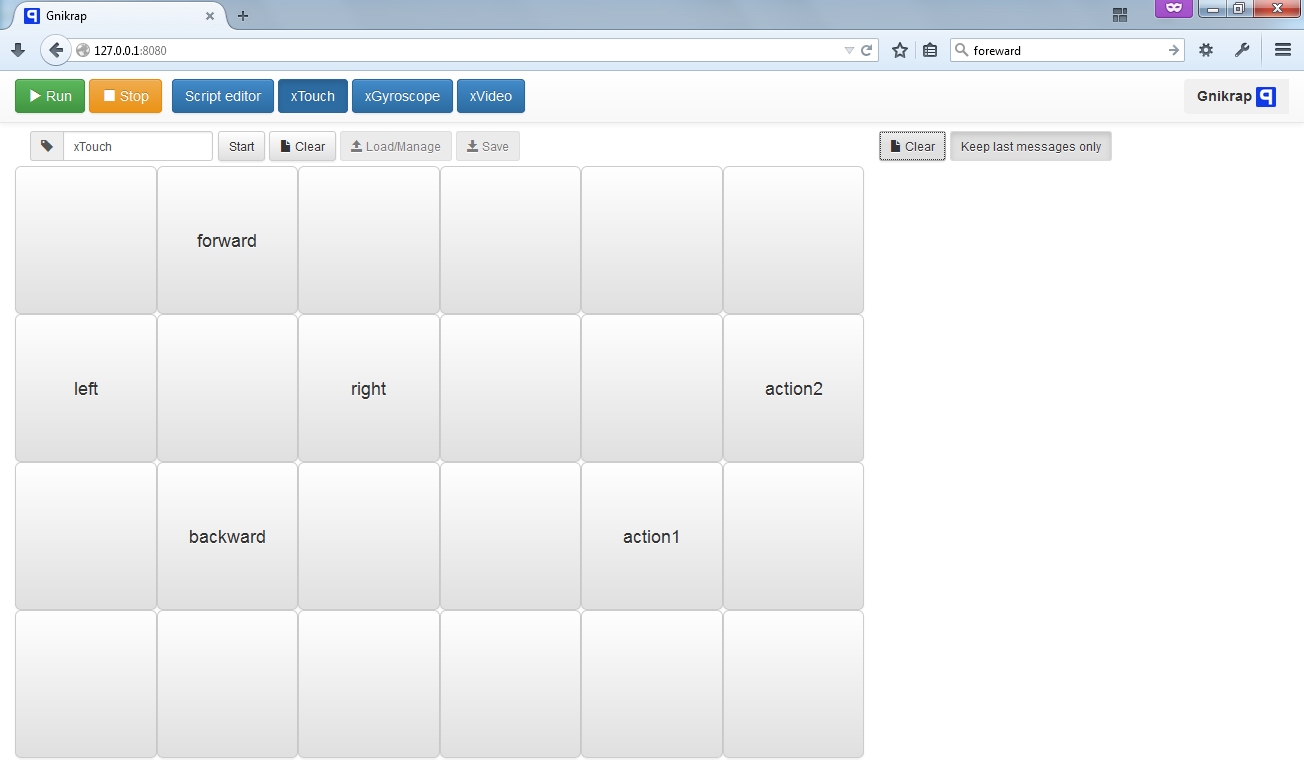 Gnikrap
127.0.0.1:8080
foreward
Run Stop Script editor xTouch xGyroscope xVideo Gnikrap
xTouch Start Clear Load/Manage Save Clear Keep last messages only
forward
left right action2
backward action1